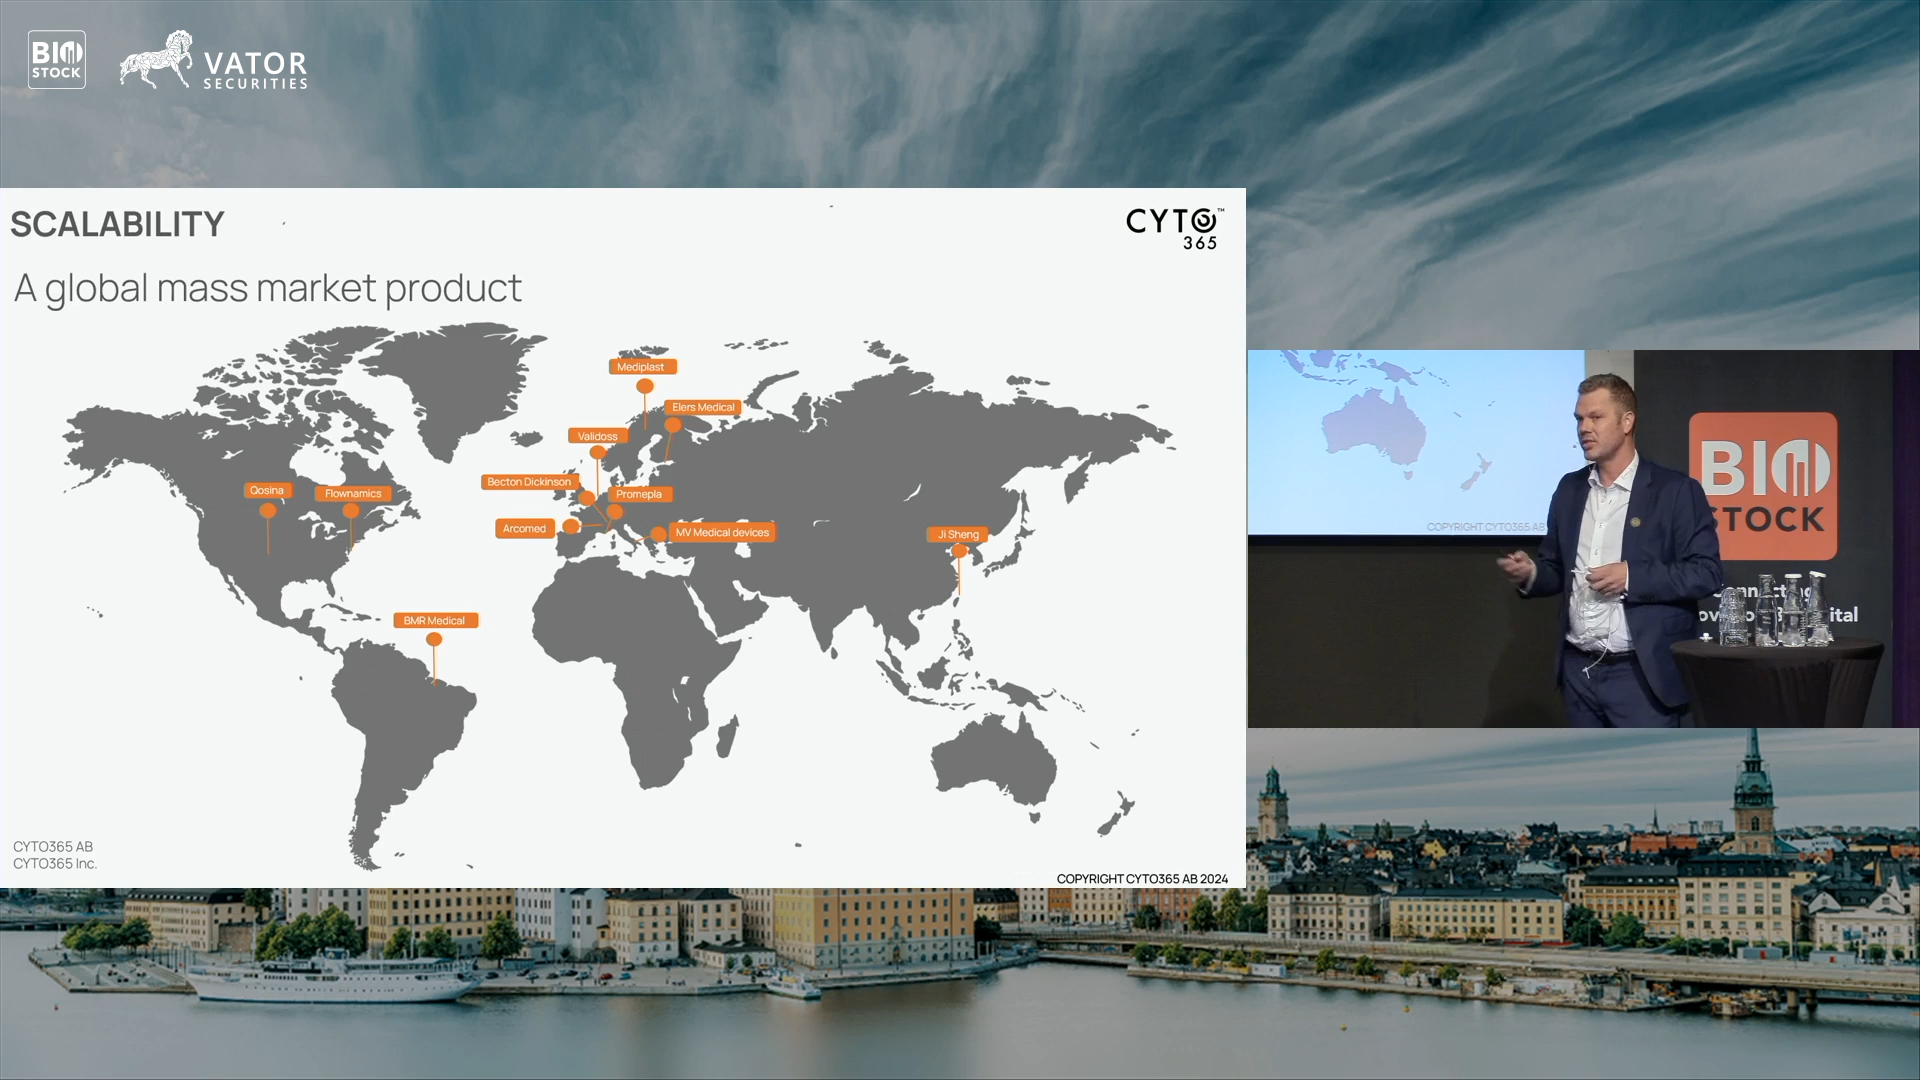 BIO
STOCK
VATOR
SECURITIES
SCALABILITY
CYTO™
365
A global mass market product
Mediplast
Elers Medical
Validoss
Becton Dickinson
Qosina
Flownamics
Promepla
Arcomed
MV Medical devices
Ji Sheng
BMR Medical
CYTO365 AB
CYTO365 Inc.
COPYRIGHT CYTO365 AB 2024
COPYRIGHT CYTO365 AB
BIO
STOCK